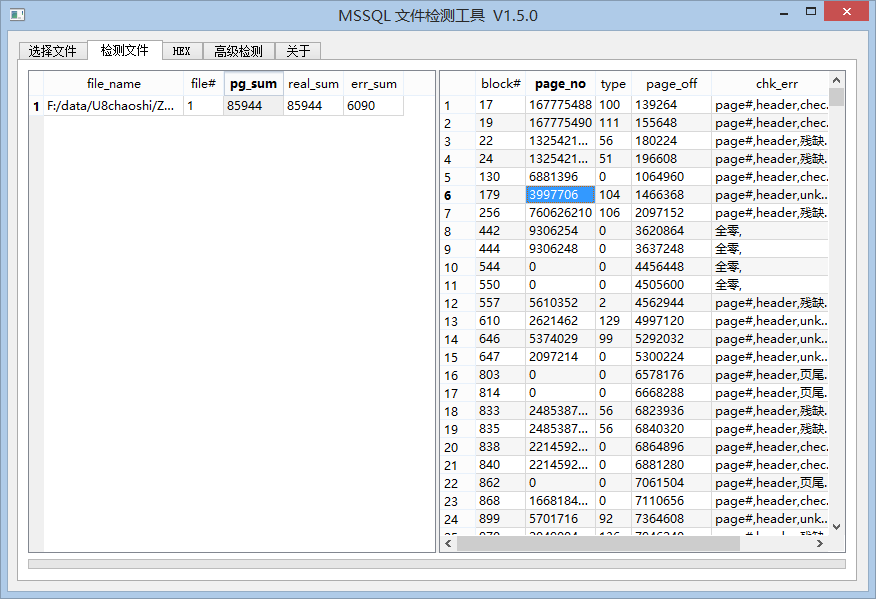 MSSQL 文件检测工具 V1.5.0
选择文件 检测文件 HEX 高级检测 关于
file_name file# pg_sum real_sum err_sum
1 F:/data/U8chaoshi/Z... 1 85944 85944 6090
block# page_no type page_off chk_err
1 17 167775488 100 139264 page#,header,chec.
2 19 167775490 111 155648 page#,header,chec.
3 22 1325421... 56 180224 page#,header,残缺.
4 24 1325421... 51 196608 page#,header,残缺.
5 130 6881396 0 1064960 page#,header,chec.
6 179 3997706 104 1466368 page#,header,unk..
7 256 760626210 106 2097152 page#,header,残缺.
8 442 9306254 0 3620864 全零,
9 444 9306248 0 3637248 全零,
10 544 0 0 4456448 全零,
11 550 0 0 4505600 全零,
12 557 5610352 2 4562944 page#,header,残缺.
13 610 2621462 129 4997120 page#,header,unk..
14 646 5374029 99 5292032 page#,header,unk..
15 647 2097214 0 5300224 page#,header,unk..
16 803 0 0 6578176 page#,header,页尾.
17 814 0 0 6668288 page#,header,页尾.
18 833 2485387... 56 6823936 page#,header,残缺.
19 835 2485387... 56 6840320 page#,header,残缺.
20 838 2214592... 0 6864896 page#,header,chec.
21 840 2214592... 0 6881280 page#,header,chec.
22 862 0 0 7061504 page#,header,页尾.
23 868 1668184... 0 7110656 page#,header,chec.
24 899 5701716 92 7364608 page#,header,unk..